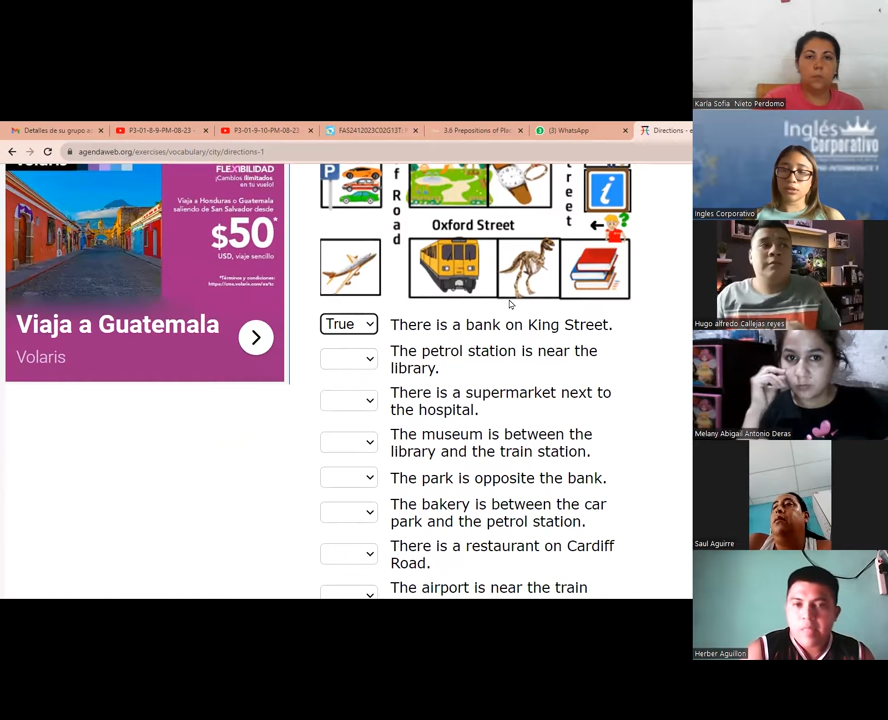 Detalles de su grupo a
P3-01-8-9-PM-08-23 -
P3-01-9-10-PM-08-23
FAS2412023C02G13T
3.6 Prepositions of Plac
(3) WhatsApp
Directions - e
agendaweb.org/exercises/vocabulary/city/directions-1
FLEXIBILIDAD
¡Cambios ilimitados
en tu vuelo!
Viaja a Honduras o Guatemala
saliendo de San Salvador desde
$50*
USD, viaje sencillo
*Términos y condiciones:
Viaja a Guatemala
Volaris
P
f
Road
treet
i
Oxford Street
True
There is a bank on King Street.
The petrol station is near the
library.
There is a supermarket next to
the hospital.
The museum is between the
library and the train station.
The park is opposite the bank.
The bakery is between the car
park and the petrol station.
There is a restaurant on Cardiff
Road.
The airport is near the train
Karla Sofia Nieto Perdomo
Inglés
Corporativo
Ingles Corporativo
Hugo alfredo Callejas reyes
Melany Abigail Antonio Deras
Saul Aguirre
Herber Aguillon